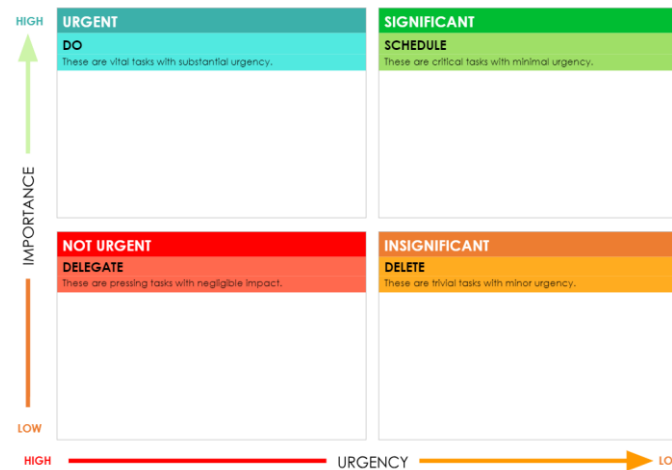 HIGH
URGENT
DO
These are vital tasks with substantial urgency.
SIGNIFICANT
SCHEDULE
These are critical tasks with minimal urgency.
IMPORTANCE
NOT URGENT
DELEGATE
These are pressing tasks with negligible impact.
INSIGNIFICANT
DELETE
These are trivial tasks with minor urgency.
LOW
HIGH
URGENCY
LO